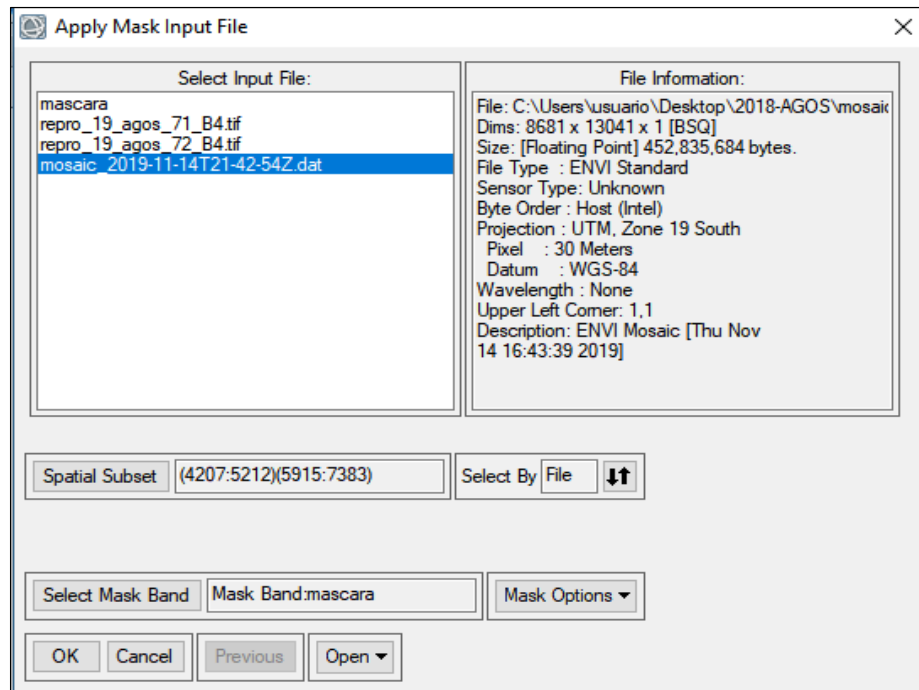 Apply Mask Input File
Select Input File:
mascara
repro_19_agos_71_B4.tif
repro_19_agos_72_B4.tif
mosaic_2019-11-14T21-42-54Z.dat
File Information:
File: C:\Users\usuario\Desktop\2018-AGOS\mosaic
Dims: 8681 x 13041 x 1 [BSQ]
Size: [Floating Point] 452,835,684 bytes.
File Type : ENVI Standard
Sensor Type: Unknown
Byte Order : Host (Intel)
Projection : UTM, Zone 19 South
Pixel : 30 Meters
Datum : WGS-84
Wavelength : None
Upper Left Corner: 1,1
Description: ENVI Mosaic [Thu Nov
14 16:43:39 2019]
Spatial Subset (4207:5212)(5915:7383) Select By File
Select Mask Band Mask Band:mascara Mask Options
OK Cancel Previous Open